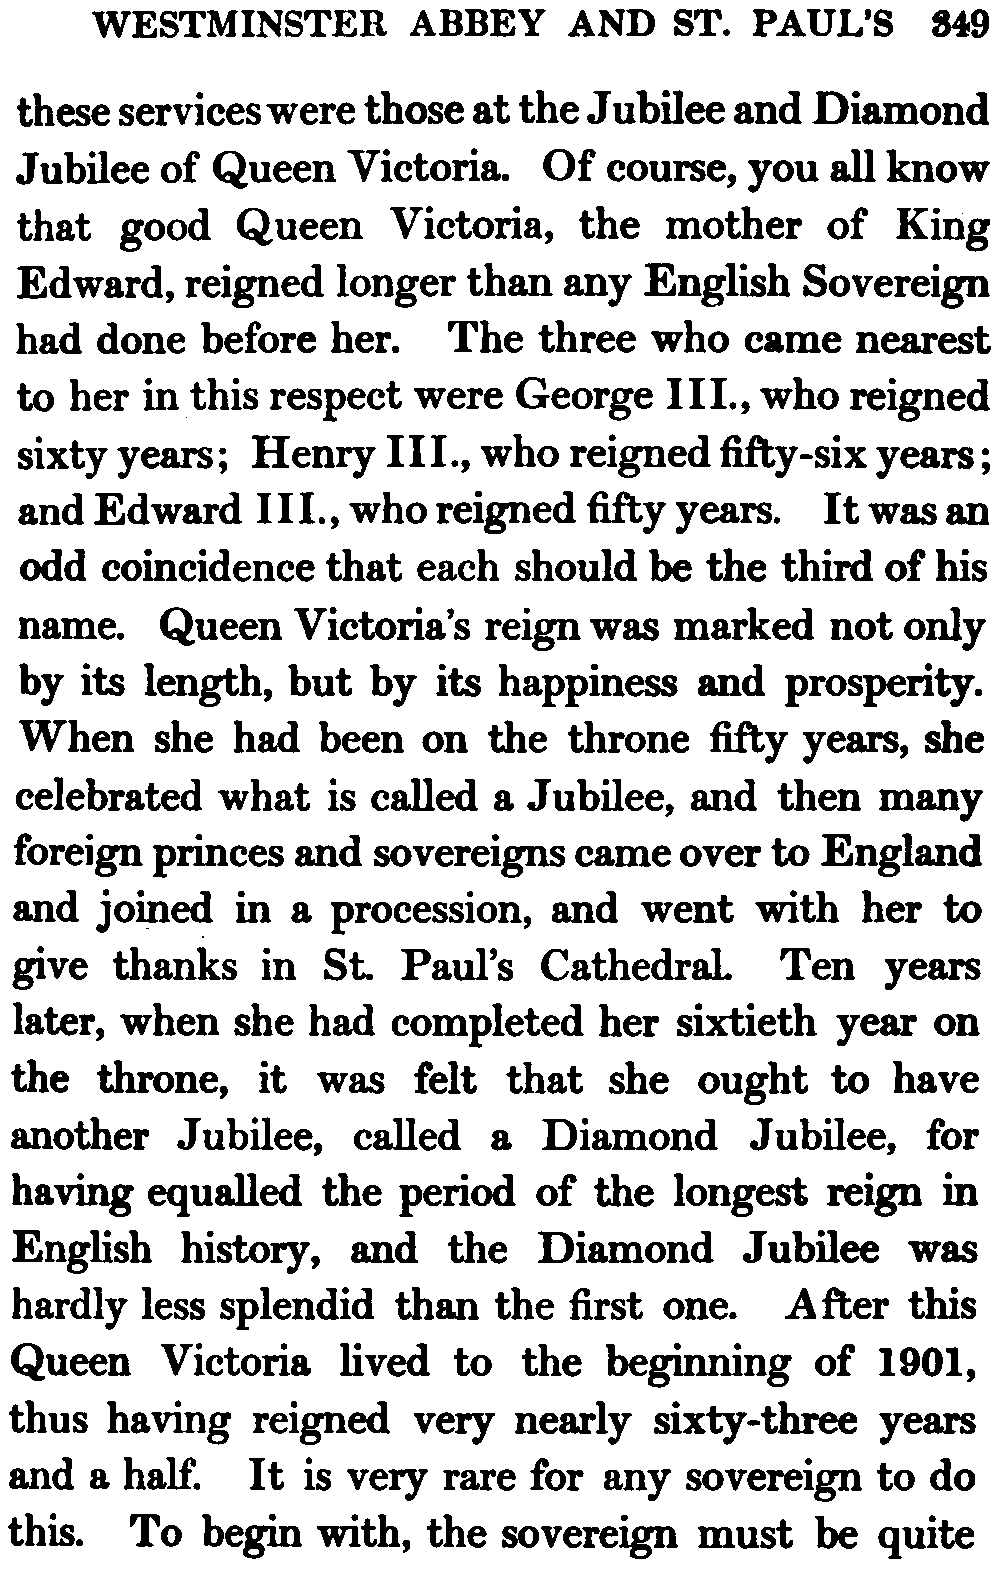 WESTMINSTER ABBEY AND ST. PAUL'S 349
these services were those at the Jubilee and Diamond
Jubilee of Queen Victoria. Of course, you all know
that good Queen Victoria, the mother of King
Edward, reigned longer than any English Sovereign
had done before her. The three who came nearest
to her in this respect were George III., who reigned
sixty years; Henry III., who reigned fifty-six years;
and Edward III., who reigned fifty years. It was an
odd coincidence that each should be the third of his
name. Queen Victoria's reign was marked not only
by its length, but by its happiness and prosperity.
When she had been on the throne fifty years, she
celebrated what is called a Jubilee, and then many
foreign princes and sovereigns came over to England
and joined in a procession, and went with her to
give thanks in St. Paul's Cathedral. Ten years
later, when she had completed her sixtieth year on
the throne, it was felt that she ought to have
another Jubilee, called a Diamond Jubilee, for
having equalled the period of the longest reign in
English history, and the Diamond Jubilee was
hardly less splendid than the first one. After this
Queen Victoria lived to the beginning of 1901,
thus having reigned very nearly sixty-three years
and a half. It is very rare for any sovereign to do
this. To begin with, the sovereign must be quite